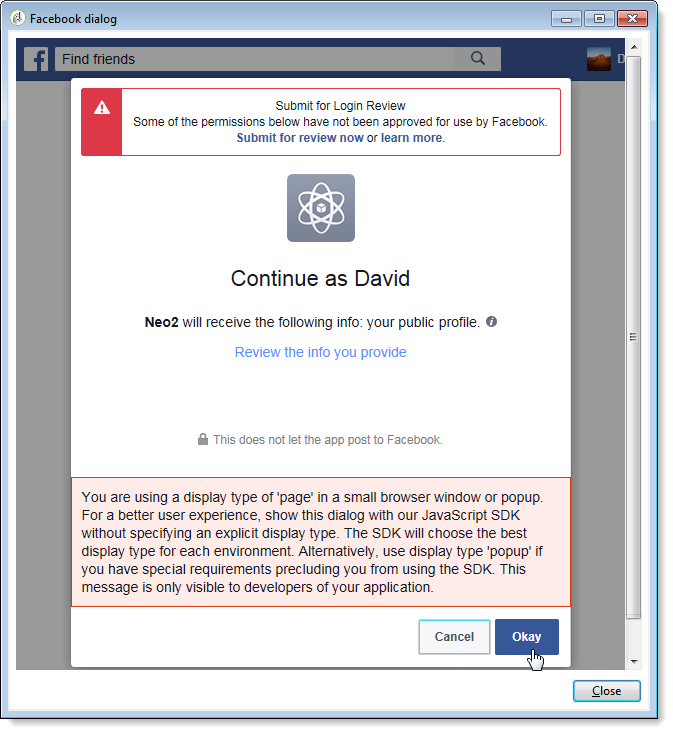 Facebook dialog
Find friends
D
Submit for Login Review
Some of the permissions below have not been approved for use by Facebook.
Submit for review now or learn more.
Continue as David
Neo2 will receive the following info: your public profile.
Review the info you provide
This does not let the app post to Facebook.
You are using a display type of 'page' in a small browser window or popup.
For a better user experience, show this dialog with our JavaScript SDK
without specifying an explicit display type. The SDK will choose the best
display type for each environment. Alternatively, use display type 'popup' if
you have special requirements precluding you from using the SDK. This
message is only visible to developers of your application.
Cancel
Okay
Close